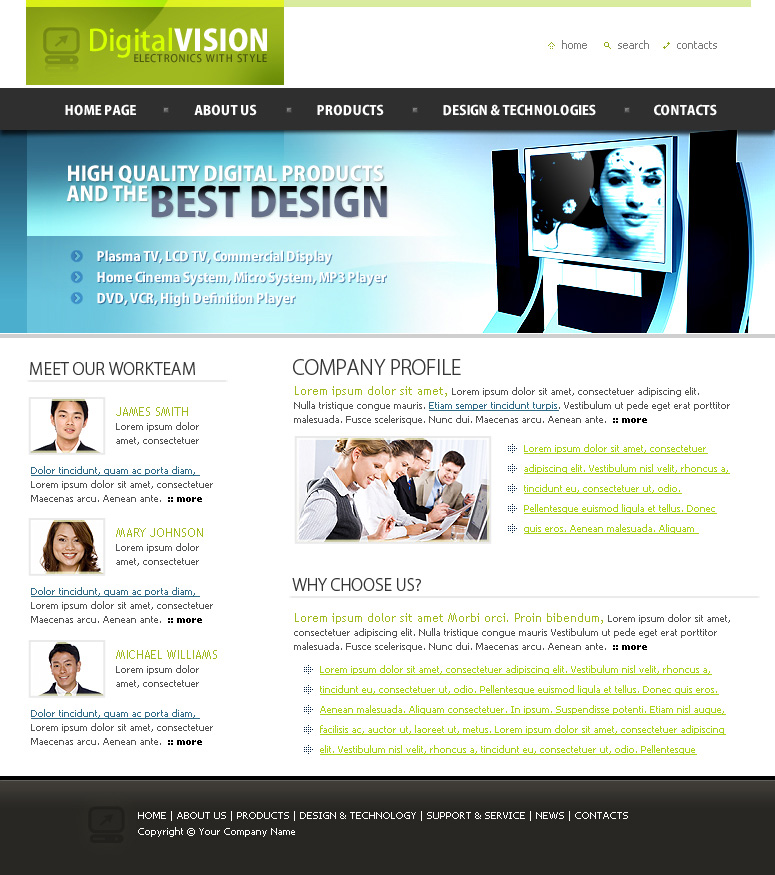 DigitalVISION
ELECTRONICS WITH STYLE
home search contacts
HOME PAGE ABOUT US PRODUCTS DESIGN & TECHNOLOGIES CONTACTS
HIGH QUALITY DIGITAL PRODUCTS
AND THE BEST DESIGN
Plasma TV, LCD TV, Commercial Display
Home Cinema System, Micro System, MP3 Player
DVD, VCR, High Definition Player
MEET OUR WORKTEAM
JAMES SMITH
Lorem ipsum dolor
amet, consectetuer
Dolor tincidunt, quam ac porta diam,
Lorem ipsum dolor sit amet, consectetuer
Maecenas arcu. Aenean ante. :: more
MARY JOHNSON
Lorem ipsum dolor
amet, consectetuer
Dolor tincidunt, quam ac porta diam,
Lorem ipsum dolor sit amet, consectetuer
Maecenas arcu. Aenean ante. :: more
MICHAEL WILLIAMS
Lorem ipsum dolor
amet, consectetuer
Dolor tincidunt, quam ac porta diam,
Lorem ipsum dolor sit amet, consectetuer
Maecenas arcu. Aenean ante. :: more
COMPANY PROFILE
Lorem ipsum dolor sit amet, Lorem ipsum dolor sit amet, consectetuer adipiscing elit.
Nulla tristique congue mauris. Etiam semper tincidunt turpis. Vestibulum ut pede eget erat porttitor
malesuada. Fusce scelerisque. Nunc dui. Maecenas arcu. Aenean ante. :: more
Lorem ipsum dolor sit amet, consectetuer
adipiscing elit. Vestibulum nisl velit, rhoncus a,
tincidunt eu, consectetuer ut, odio.
Pellentesque euismod ligula et tellus. Donec
quis eros. Aenean malesuada. Aliquam
WHY CHOOSE US?
Lorem ipsum dolor sit amet Morbi orci. Proin bibendum, Lorem ipsum dolor sit amet,
consectetuer adipiscing elit. Nulla tristique congue mauris Vestibulum ut pede eget erat porttitor
malesuada. Fusce scelerisque. Nunc dui. Maecenas arcu. Aenean ante. :: more
Lorem ipsum dolor sit amet, consectetuer adipiscing elit. Vestibulum nisl velit, rhoncus a,
tincidunt eu, consectetuer ut, odio. Pellentesque euismod ligula et tellus. Donec quis eros.
Aenean malesuada. Aliquam consectetuer. In ipsum. Suspendisse potenti. Etiam nisl augue,
facilisis ac, auctor ut, laoreet ut, metus. Lorem ipsum dolor sit amet, consectetuer adipiscing
elit. Vestibulum nisl velit, rhoncus a, tincidunt eu, consectetuer ut, odio. Pellentesque
HOME | ABOUT US | PRODUCTS | DESIGN & TECHNOLOGY | SUPPORT & SERVICE | NEWS | CONTACTS
Copyright © Your Company Name